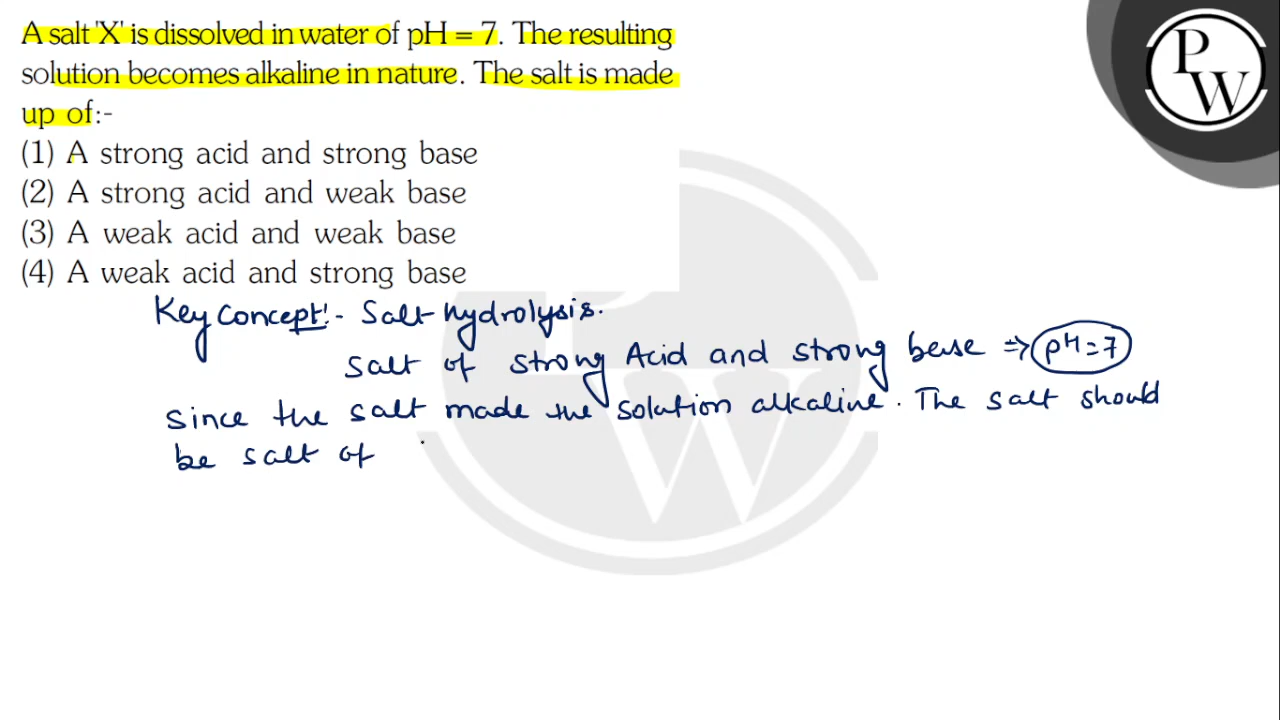 A salt 'X' is dissolved in water of pH = 7. The resulting
solution becomes alkaline in nature. The salt is made
up of:-
(1) A strong acid and strong base
(2) A strong acid and weak base
(3) A weak acid and weak base
(4) A weak acid and strong base
Key concept:- Salt hydrolysis.
Salt of strong Acid and strong base ⇒ pH = 7
Since the salt made the solution alkaline. The salt should
be salt of
PW
PW